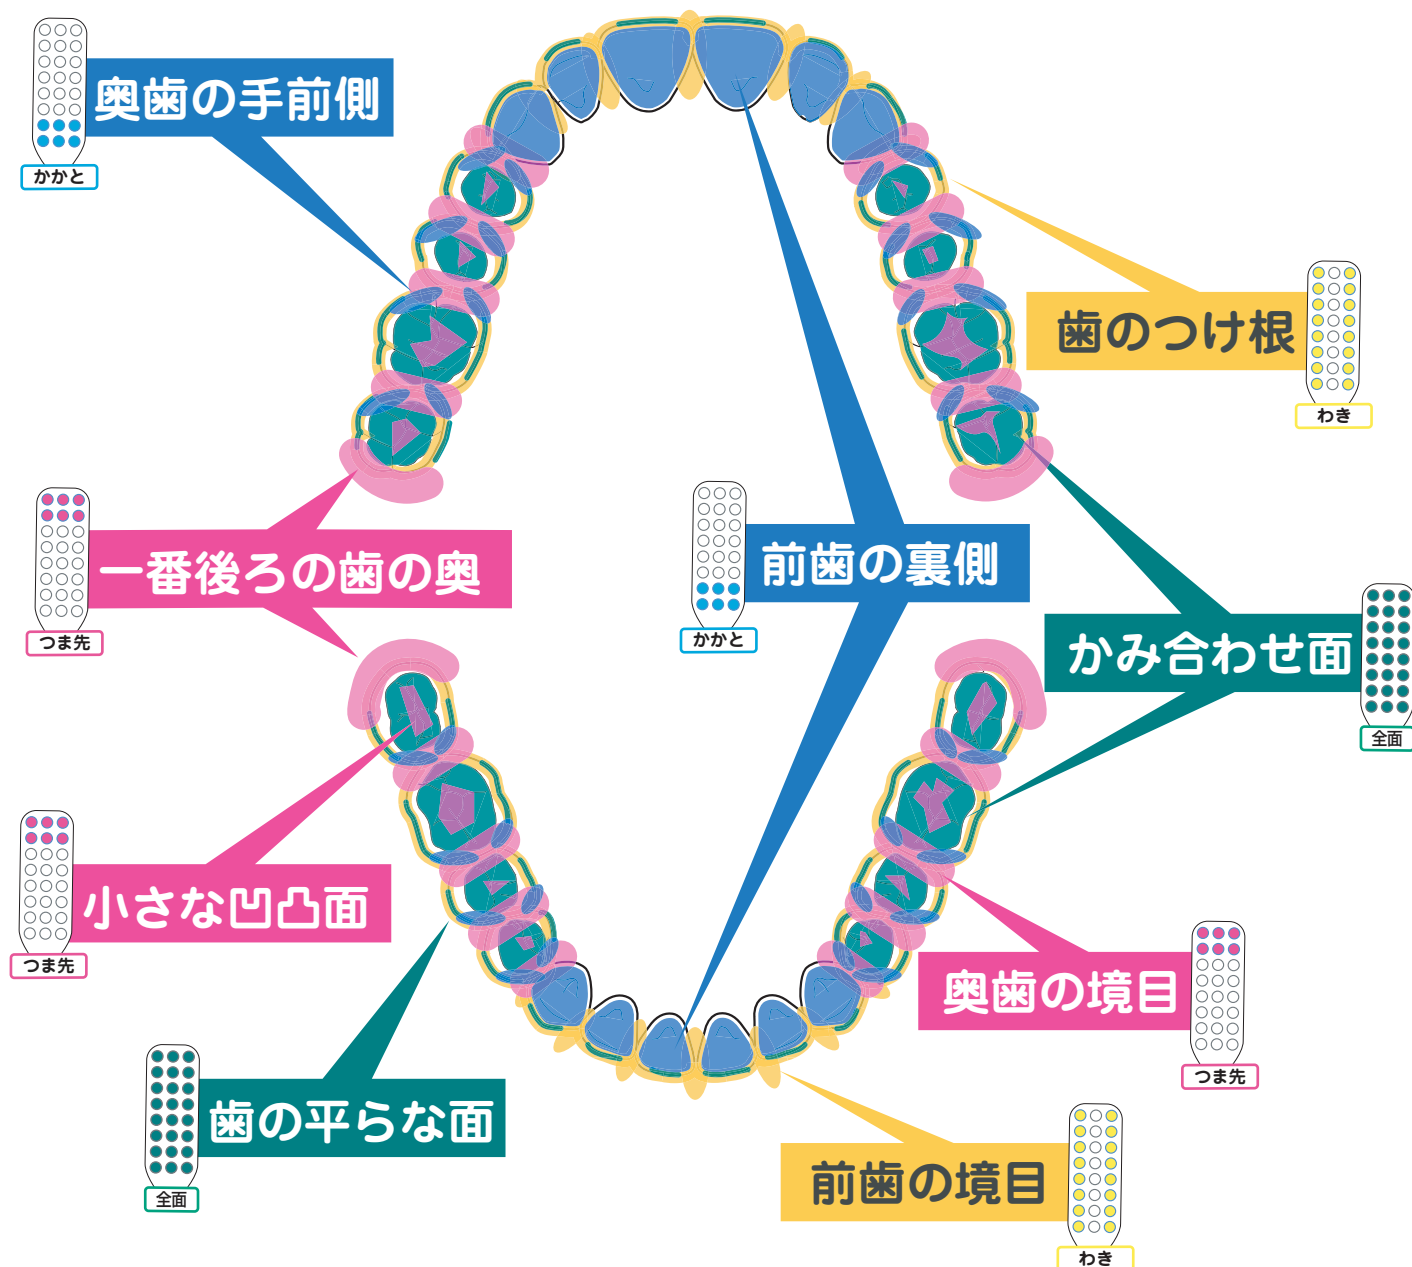 奥歯の手前側
かかと
歯のつけ根
わき
一番後ろの歯の奥
つま先
前歯の裏側
かかと
かみ合わせ面
全面
小さな凹凸面
つま先
奥歯の境目
つま先
歯の平らな面
全面
前歯の境目
わき